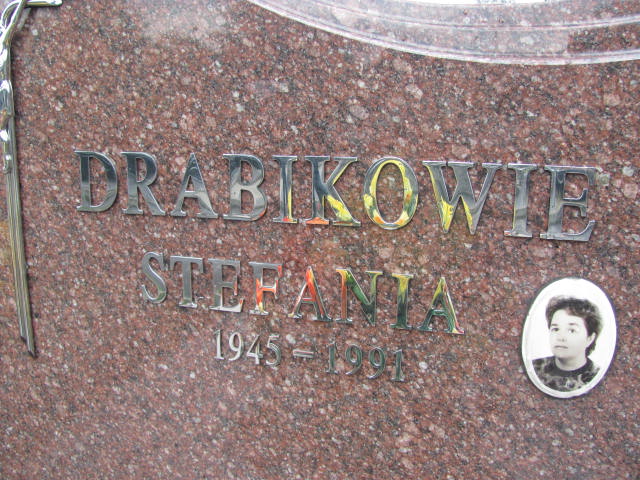 DRABIKOWIE
STEFANIA
1945 – 1991